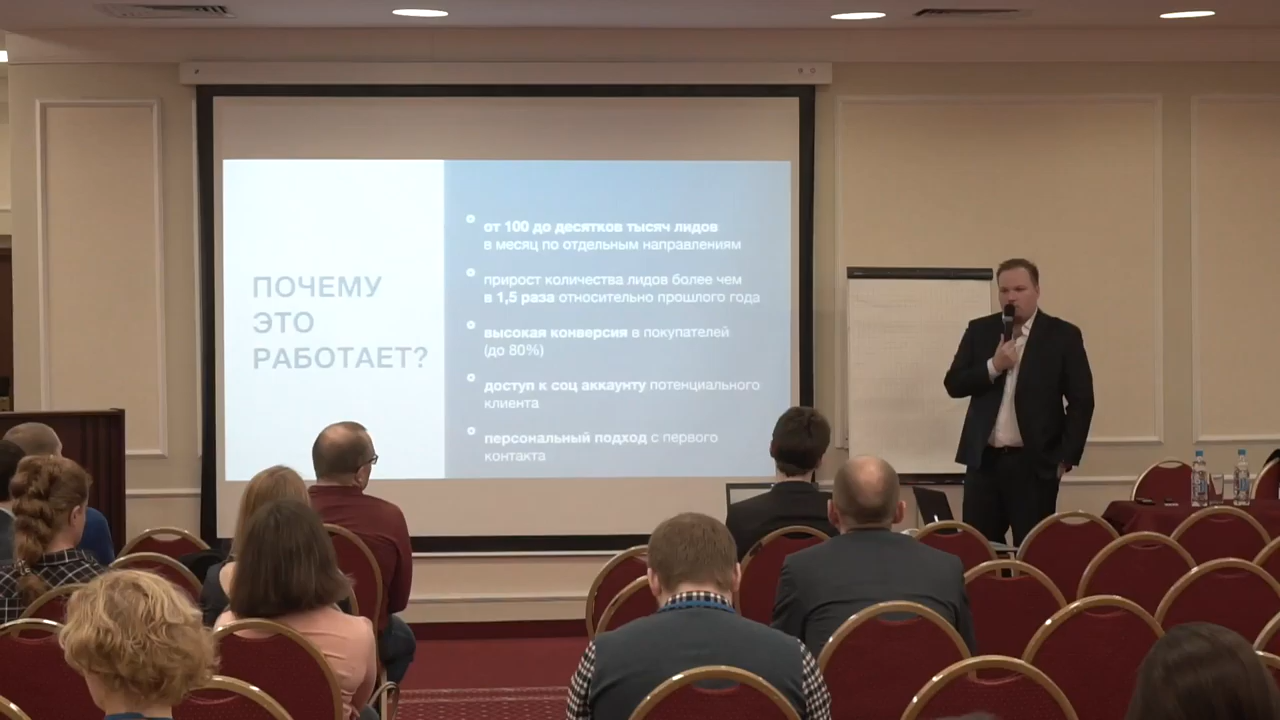 ПОЧЕМУ
ЭТО
РАБОТАЕТ?
от 100 до десятков тысяч лидов
в месяц по отдельным направлениям
прирост количества лидов более чем
в 1,5 раза относительно прошлого года
высокая конверсия в покупателей
(до 80%)
доступ к соц аккаунту потенциального
клиента
персональный подход с первого
контакта